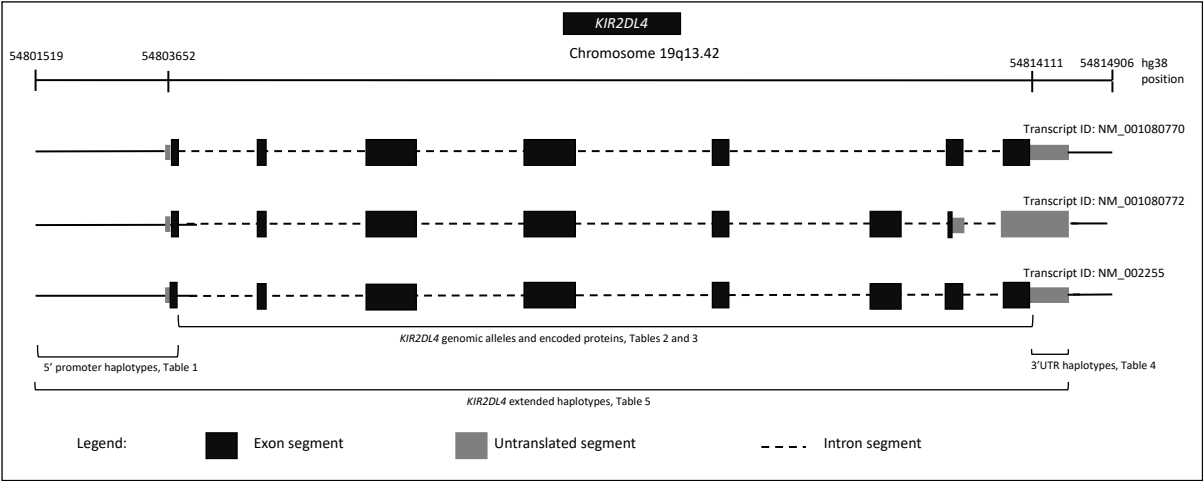 KIR2DL4
Chromosome 19q13.42
54801519
54803652
54814111
54814906
hg38
position
Transcript ID: NM_001080770
Transcript ID: NM_001080772
Transcript ID: NM_002255
KIR2DL4 genomic alleles and encoded proteins, Tables 2 and 3
5’ promoter haplotypes, Table 1
3’UTR haplotypes, Table 4
KIR2DL4 extended haplotypes, Table 5
Legend:
Exon segment
Untranslated segment
Intron segment